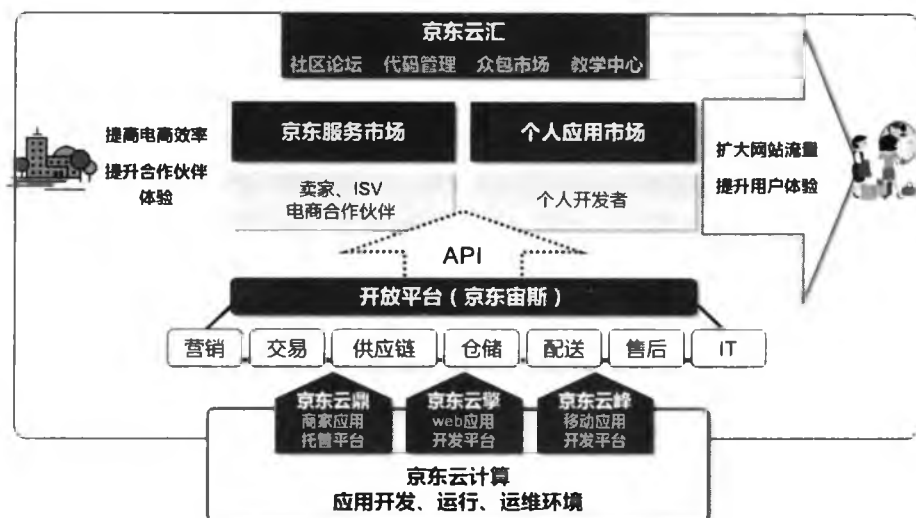 京东云汇
社区论坛 代码管理 众包市场 教学中心
提高电商效率
提升合作伙伴
体验
京东服务市场
个人应用市场
卖家、ISV
电商合作伙伴
个人开发者
扩大网站流量
提升用户体验
API
开放平台（京东宙斯）
营销 交易 供应链 仓储 配送 售后 IT
京东云鼎
商家应用
托管平台
京东云擎
web应用
开发平台
京东云峰
移动应用
开发平台
京东云计算
应用开发、运行、运维环境